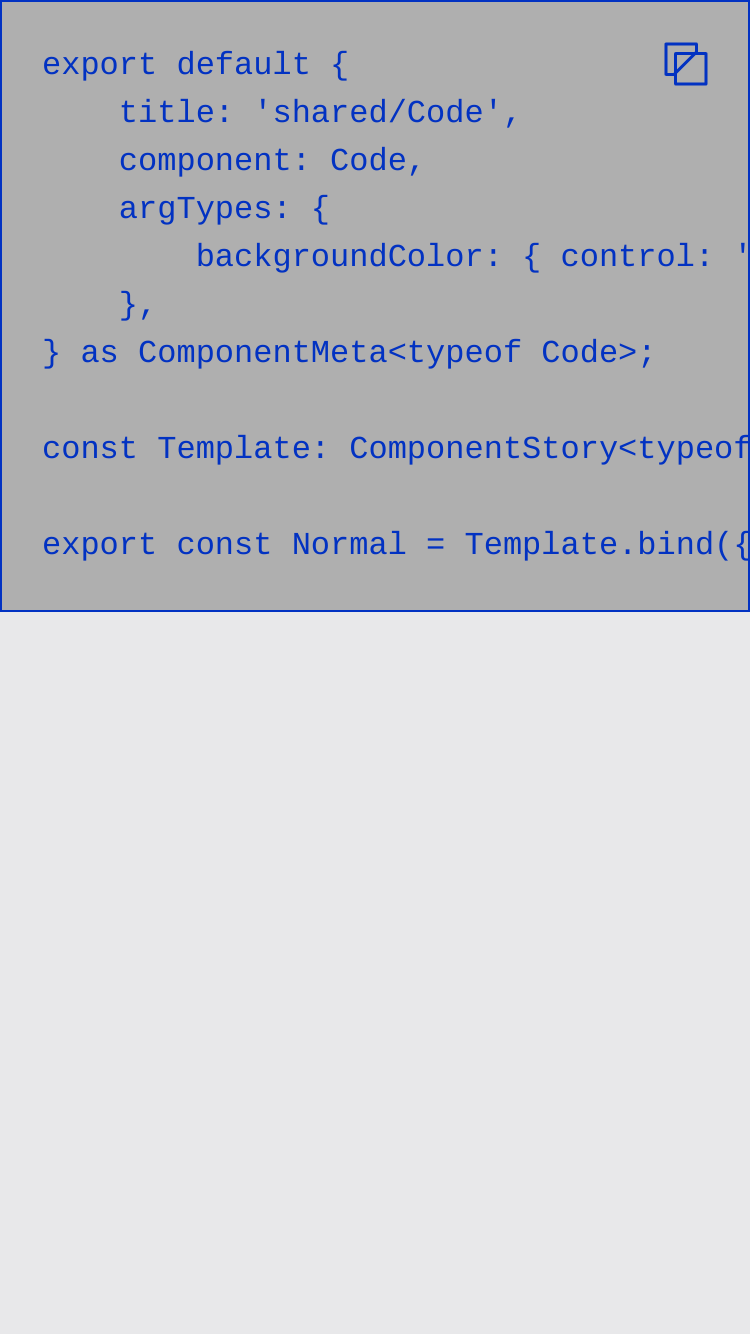 export default {
    title: 'shared/Code',
    component: Code,
    argTypes: {
        backgroundColor: { control: '
    },
} as ComponentMeta<typeof Code>;

const Template: ComponentStory<typeof

export const Normal = Template.bind({